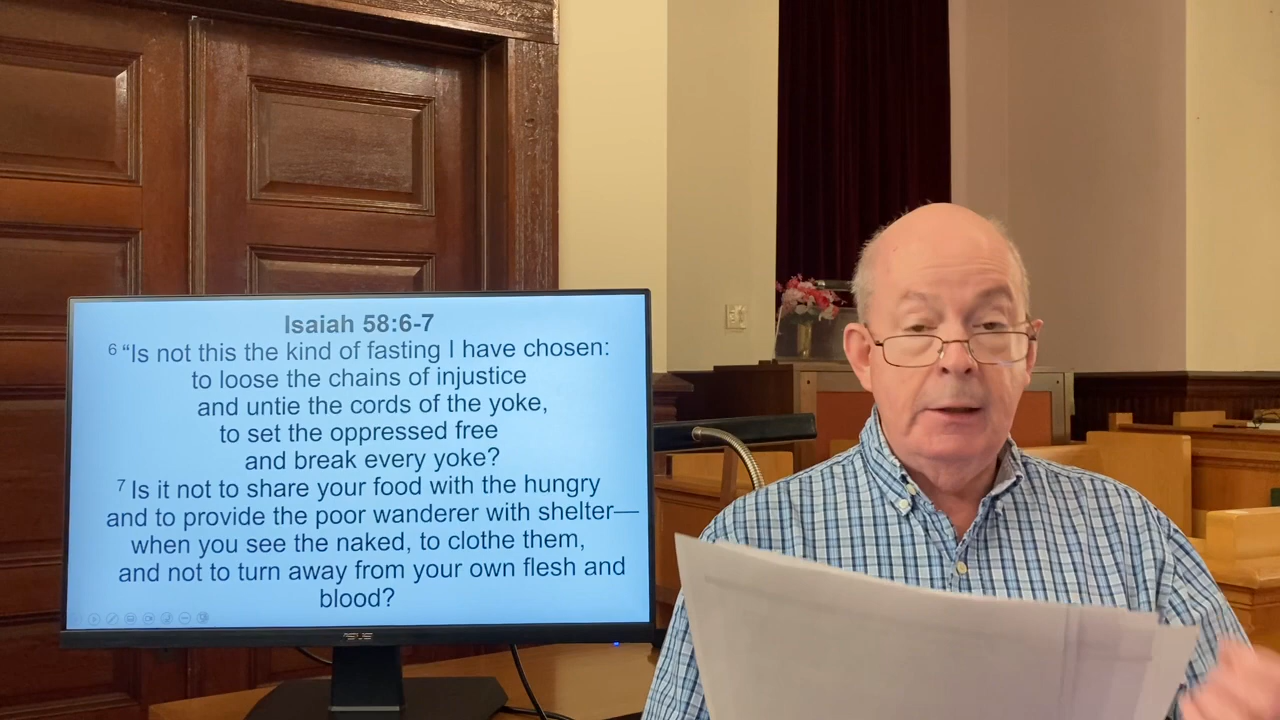 Isaiah 58:6-7
6 “Is not this the kind of fasting I have chosen:
to loose the chains of injustice
and untie the cords of the yoke,
to set the oppressed free
and break every yoke?
7 Is it not to share your food with the hungry
and to provide the poor wanderer with shelter—
when you see the naked, to clothe them,
and not to turn away from your own flesh and
blood?
ASUS